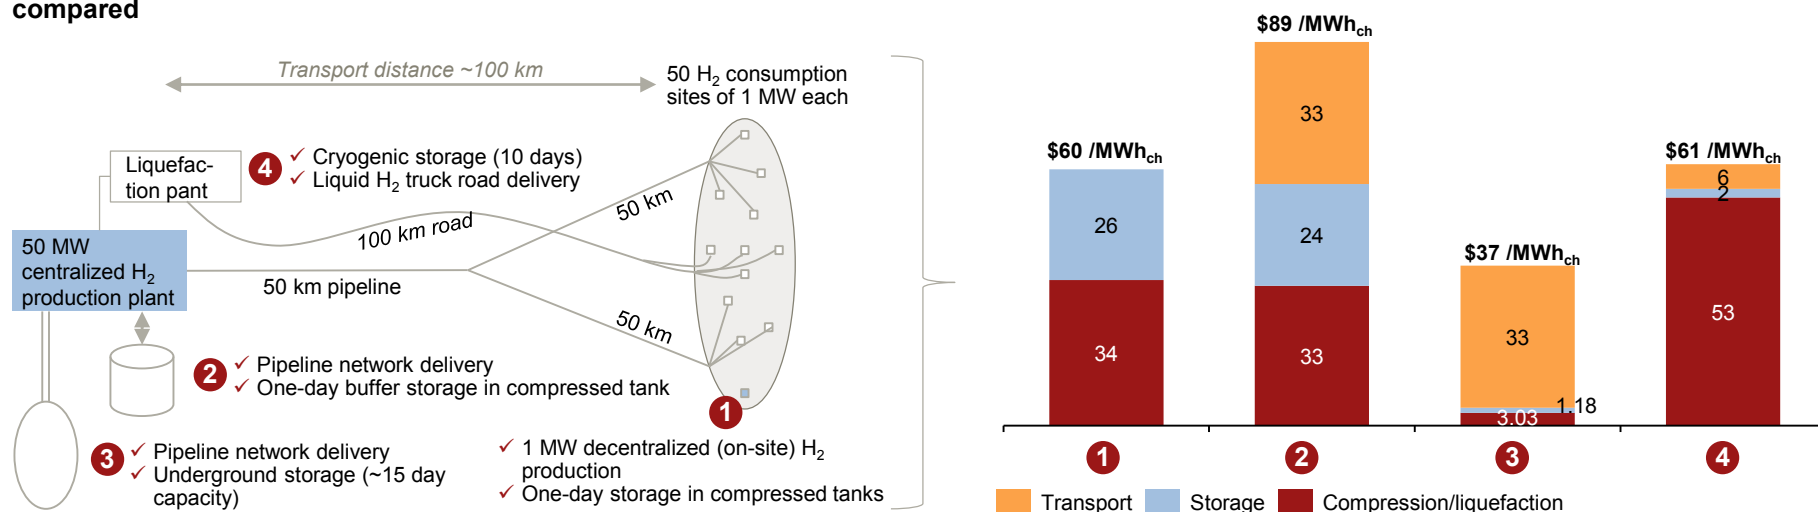 compared
Transport distance ~100 km
50 H2 consumption
sites of 1 MW each
Liquefac-
tion pant
4
✓ Cryogenic storage (10 days)
✓ Liquid H2 truck road delivery
50 km
100 km road
50 MW
centralized H2
production plant
50 km pipeline
50 km
2
✓ Pipeline network delivery
✓ One-day buffer storage in compressed tank
1
3
✓ Pipeline network delivery
✓ Underground storage (~15 day
capacity)
✓ 1 MW decentralized (on-site) H2
production
✓ One-day storage in compressed tanks
$60 /MWhch
26
34
$89 /MWhch
33
24
33
$37 /MWhch
33
1.18
3.03
$61 /MWhch
6
2
53
1
2
3
4
Transport
Storage
Compression/liquefaction